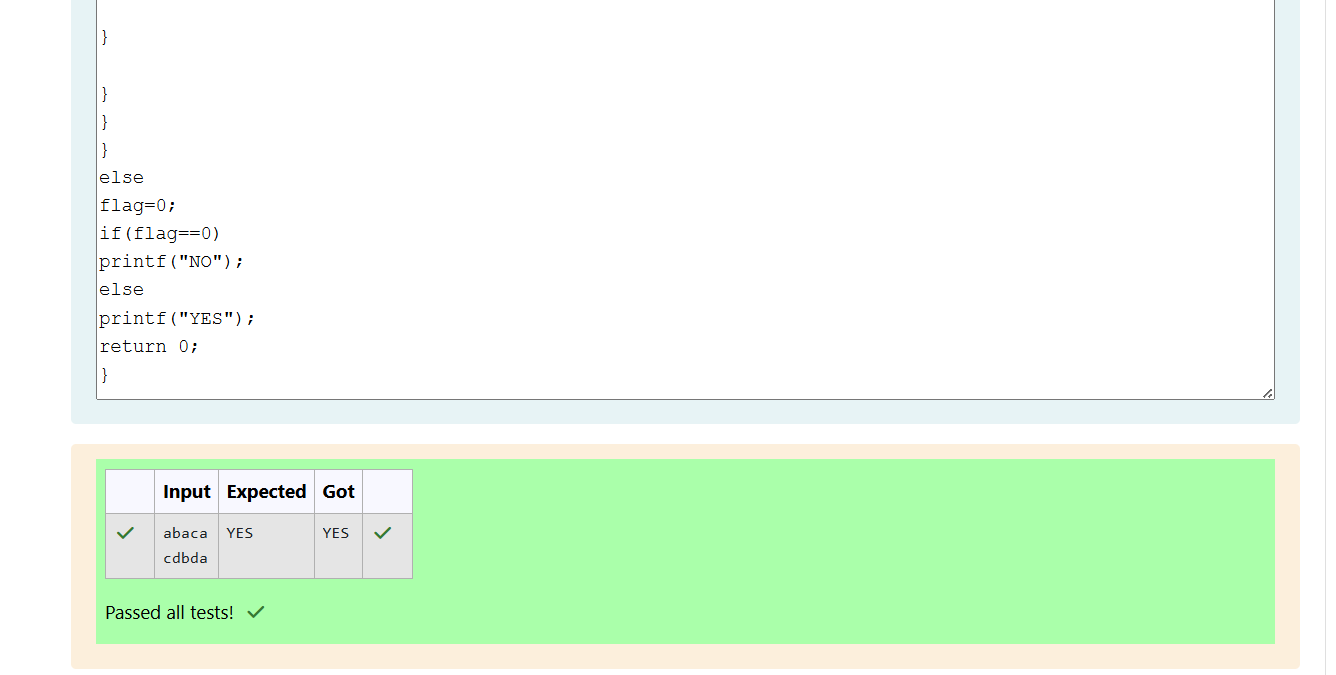 }
}
}
}
else
flag=0;
if(flag==0)
printf("NO");
else
printf("YES");
return 0;
}
Input Expected Got
abaca YES YES
cdbda
Passed all tests!